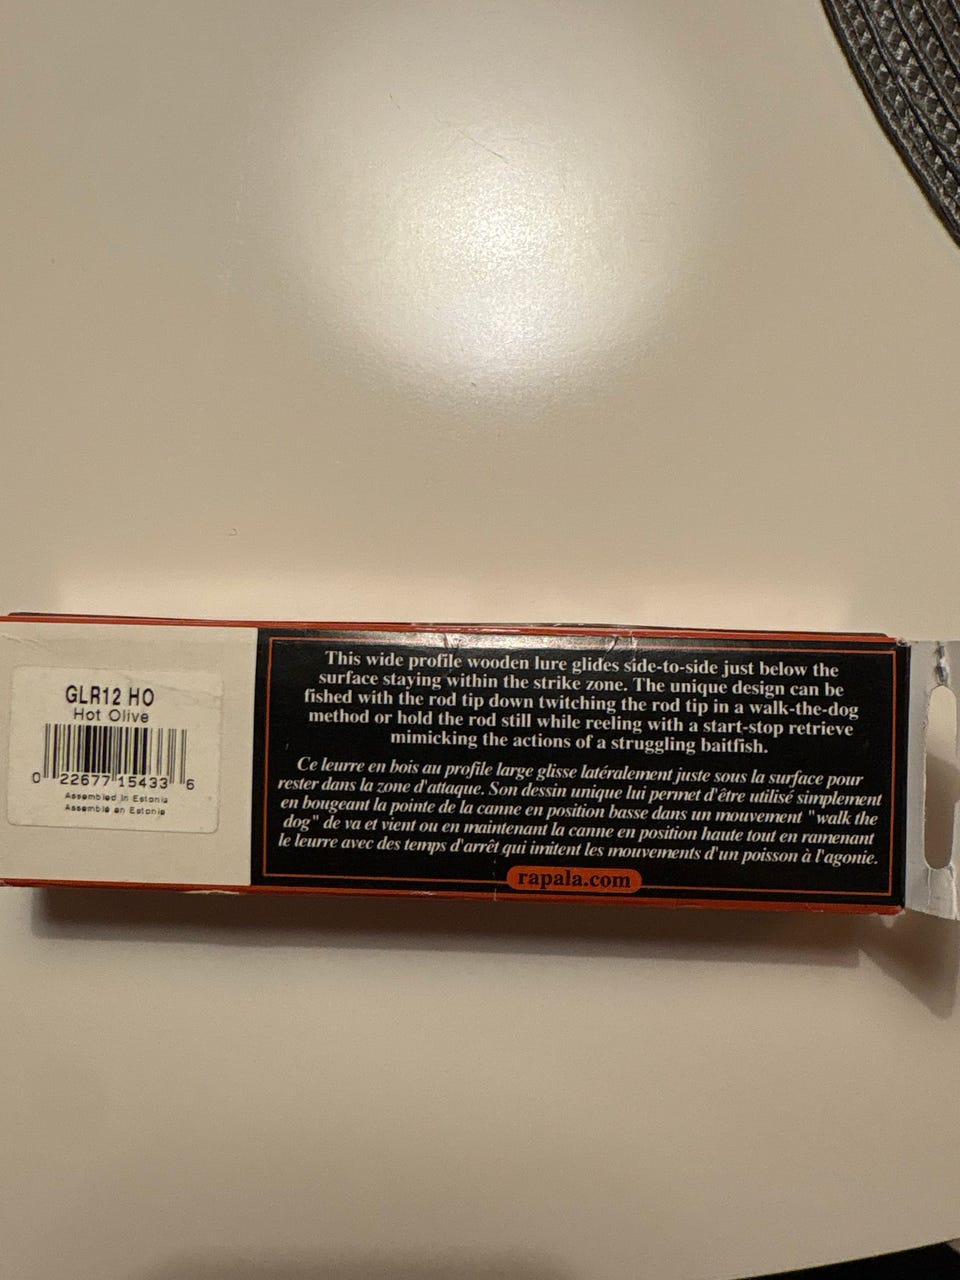 GLR12 HO
Hot Olive
0 22677 15433 6
Assembled in Estonia
Assemblé en Estonie
This wide profile wooden lure glides side-to-side just below the
surface staying within the strike zone. The unique design can be
fished with the rod tip down twitching the rod tip in a walk-the-dog
method or hold the rod still while reeling with a start-stop retrieve
mimicking the actions of a struggling baitfish.
Ce leurre en bois au profile large glisse latéralement juste sous la surface pour
rester dans la zone d'attaque. Son dessin unique lui permet d'être utilisé simplement
en bougeant la pointe de la canne en position basse dans un mouvement "walk the
dog" de va et vient ou en maintenant la canne en position haute tout en ramenant
le leurre avec des temps d'arrêt qui imitent les mouvements d'un poisson à l'agonie.
rapala.com